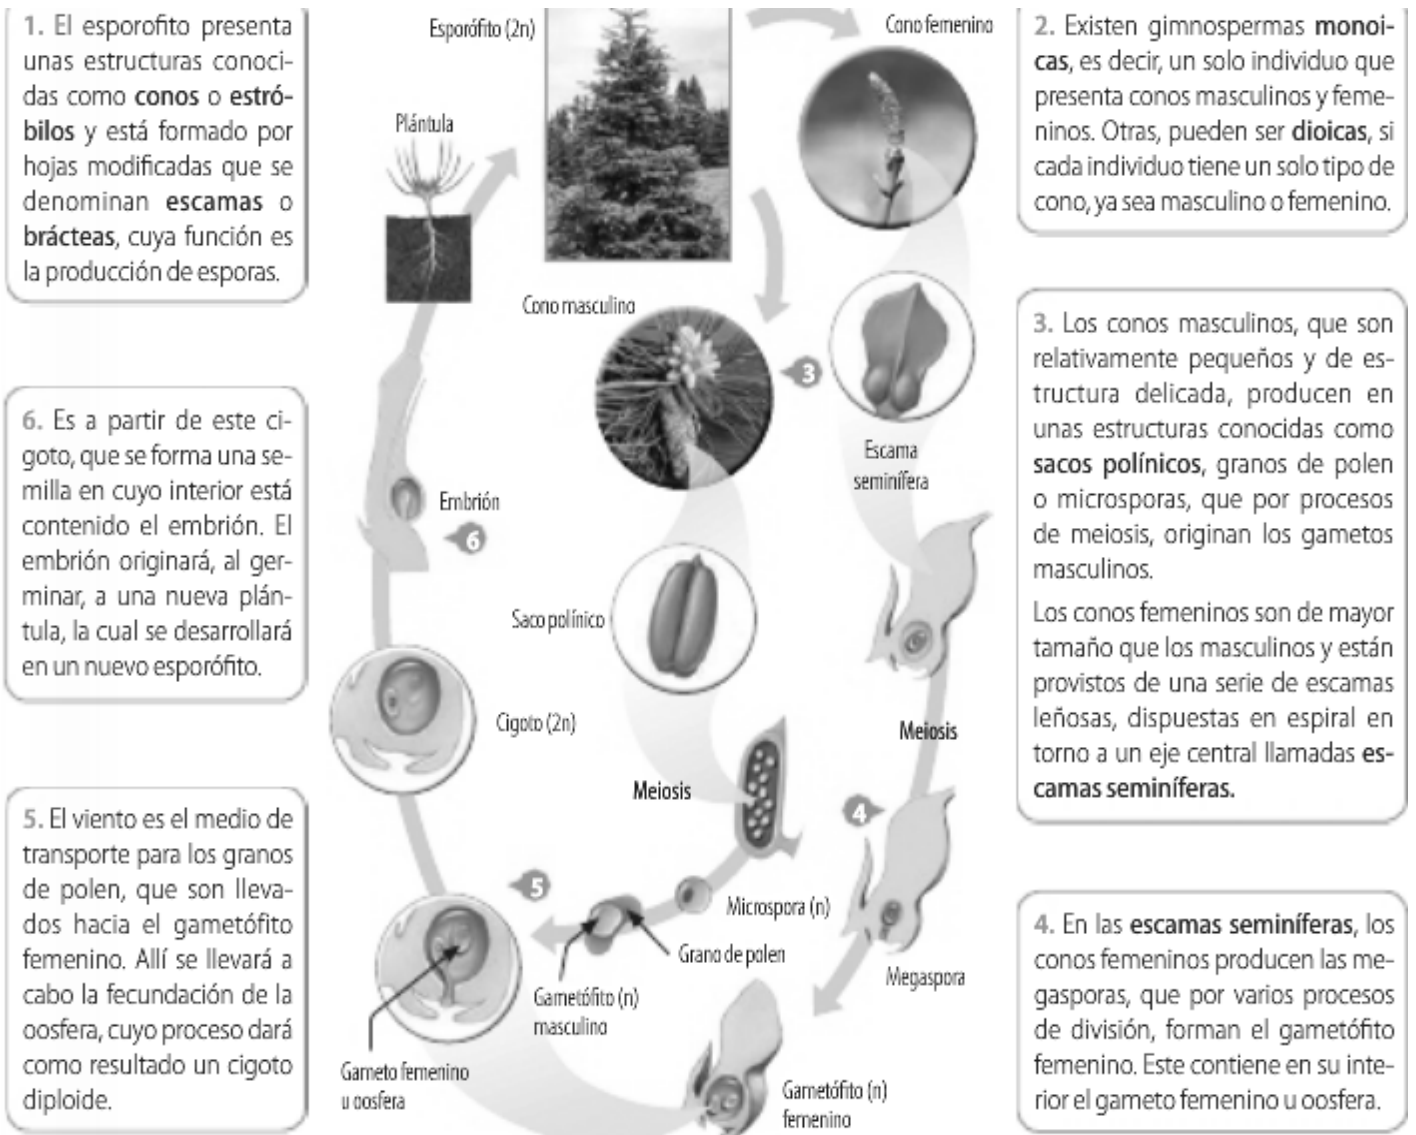 1. El esporofito presenta
unas estructuras conoci-
das como conos o estró-
bilos y está formado por
hojas modificadas que se
denominan escamas o
brácteas, cuya función es
la producción de esporas.
Esporófito (2n)
Cono femenino
2. Existen gimnospermas monoi-
cas, es decir, un solo individuo que
presenta conos masculinos y feme-
ninos. Otras, pueden ser dioicas, si
cada individuo tiene un solo tipo de
cono, ya sea masculino o femenino.
Plántula
Cono masculino
3
Escama
seminífera
3. Los conos masculinos, que son
relativamente pequeños y de es-
tructura delicada, producen en
unas estructuras conocidas como
sacos polínicos, granos de polen
o microsporas, que por procesos
de meiosis, originan los gametos
masculinos.
Los conos femeninos son de mayor
tamaño que los masculinos y están
provistos de una serie de escamas
leñosas, dispuestas en espiral en
torno a un eje central llamadas es-
camas seminíferas.
6. Es a partir de este ci-
goto, que se forma una se-
milla en cuyo interior está
contenido el embrión. El
embrión originará, al ger-
minar, a una nueva plán-
tula, la cual se desarrollará
en un nuevo esporófito.
Embrión
6
Saco polínico
Cigoto (2n)
Meiosis
Meiosis
4
5. El viento es el medio de
transporte para los granos
de polen, que son lleva-
dos hacia el gametófito
femenino. Allí se llevará a
cabo la fecundación de la
oosfera, cuyo proceso dará
como resultado un cigoto
diploide.
5
Microspora (n)
Grano de polen
Gametófito (n)
masculino
Megaspora
Gameto femenino
u oosfera
Gametófito (n)
femenino
4. En las escamas seminíferas, los
conos femeninos producen las me-
gasporas, que por varios procesos
de división, forman el gametófito
femenino. Este contiene en su inte-
rior el gameto femenino u oosfera.